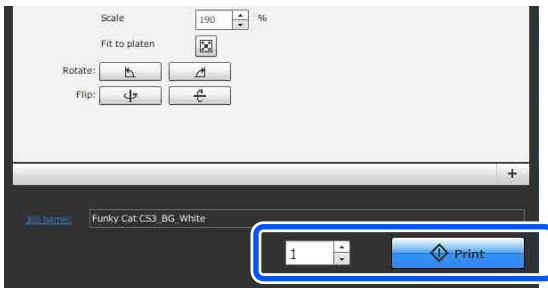 Scale 190 %
Fit to platen
Rotate:
Flip:
+
Job name: Funky Cat CS3_BG_White
1 Print